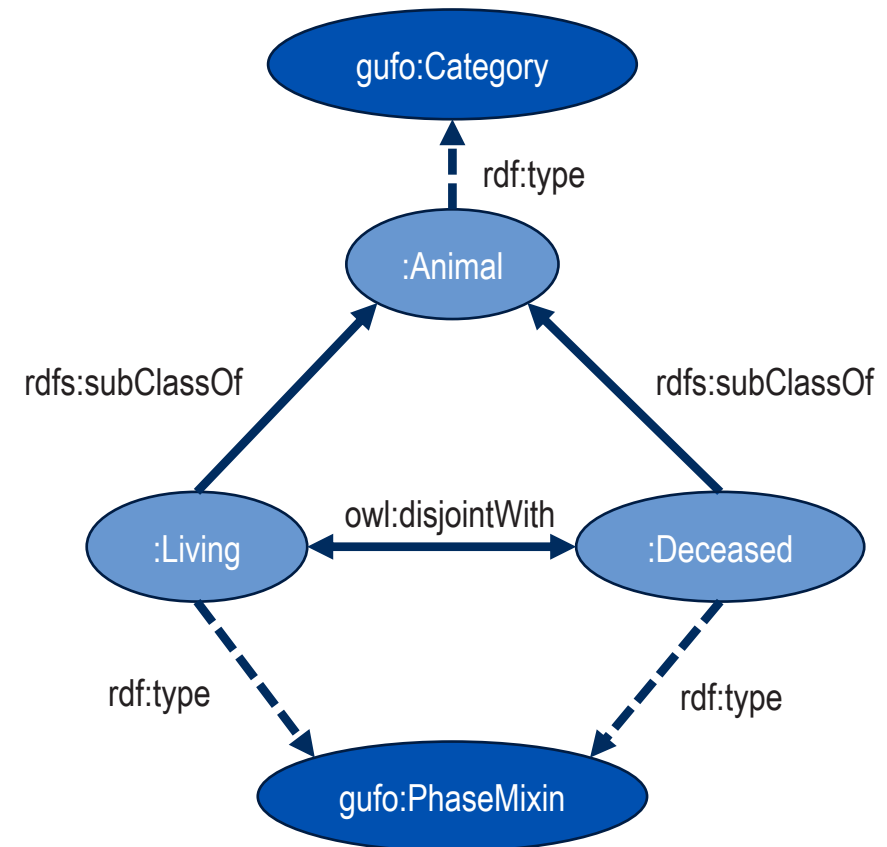 gufo:Category
rdf:type
:Animal
rdfs:subClassOf
rdfs:subClassOf
owl:disjointWith
:Living
:Deceased
rdf:type
rdf:type
gufo:PhaseMixin